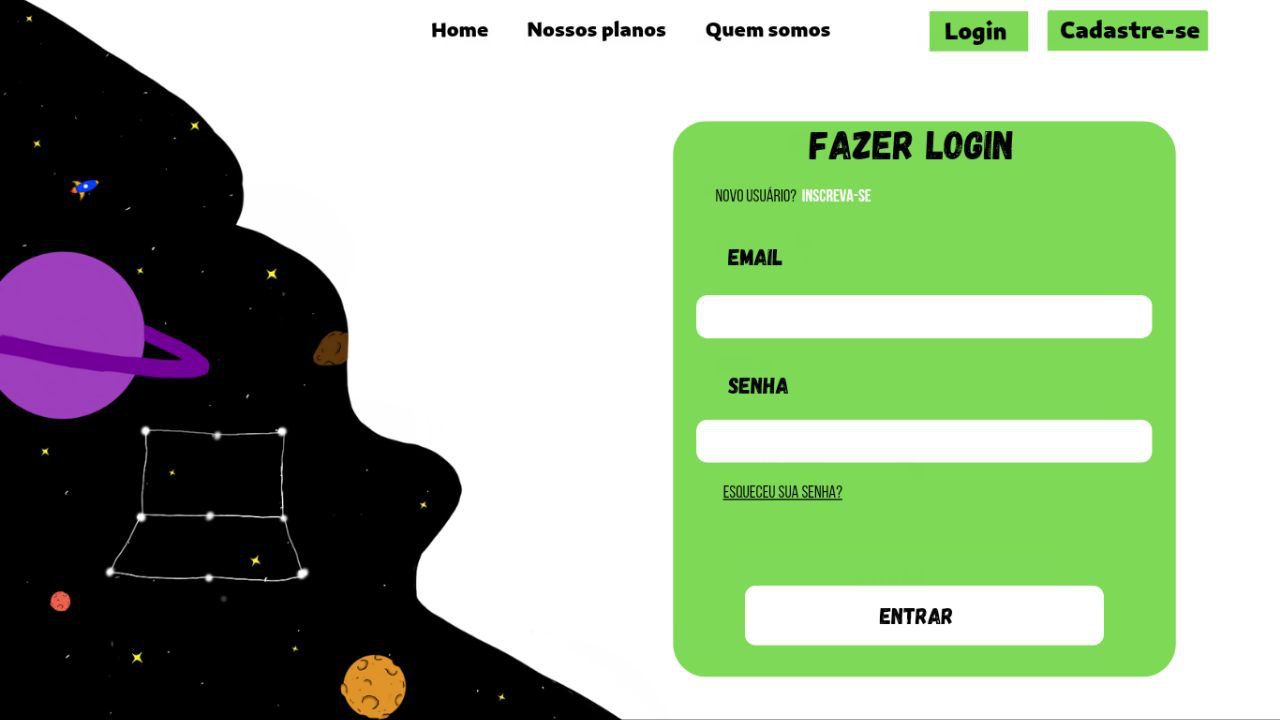 Home Nossos planos Quem somos Login Cadastre-se
FAZER LOGIN
NOVO USUÁRIO? INSCREVA-SE
EMAIL
SENHA
ESQUECEU SUA SENHA?
ENTRAR